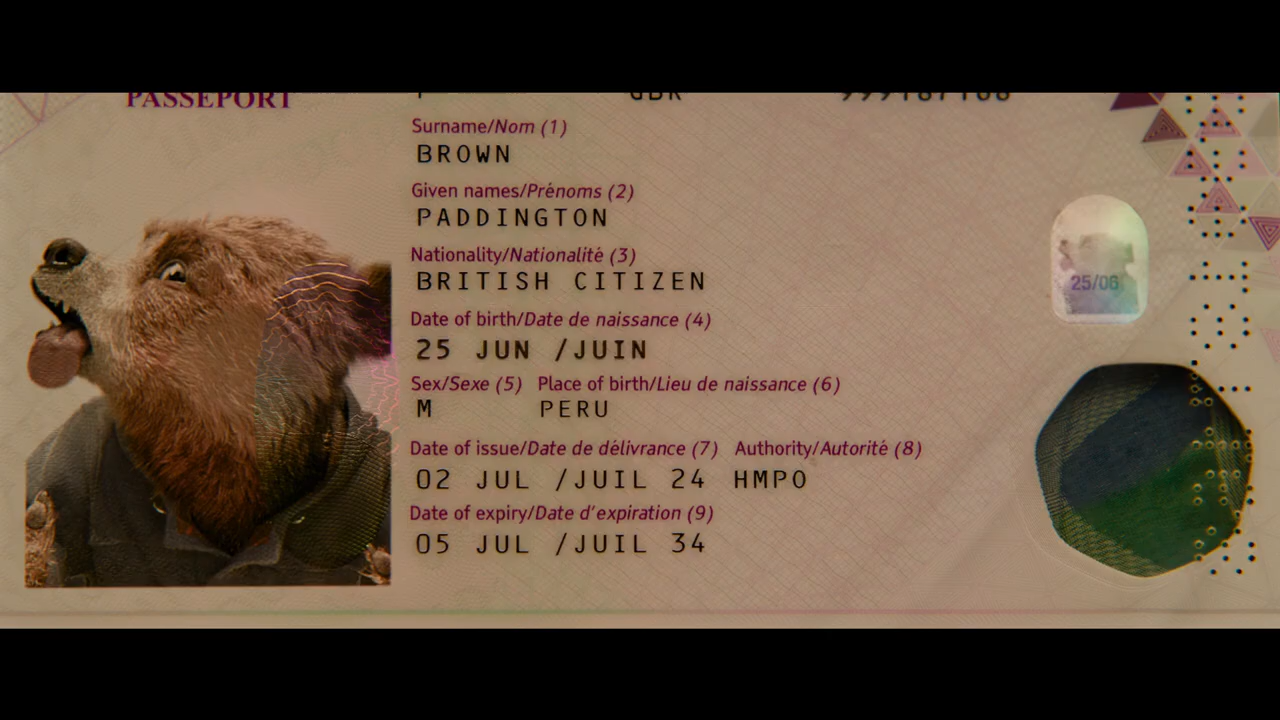 PASSEPORT
Surname/Nom (1)
BROWN
Given names/Prénoms (2)
PADDINGTON
Nationality/Nationalité (3)
BRITISH CITIZEN
Date of birth/Date de naissance (4)
25 JUN /JUIN
Sex/Sexe (5) Place of birth/Lieu de naissance (6)
M PERU
Date of issue/Date de délivrance (7) Authority/Autorité (8)
02 JUL /JUIL 24 HMPO
Date of expiry/Date d'expiration (9)
05 JUL /JUIL 34
25/06